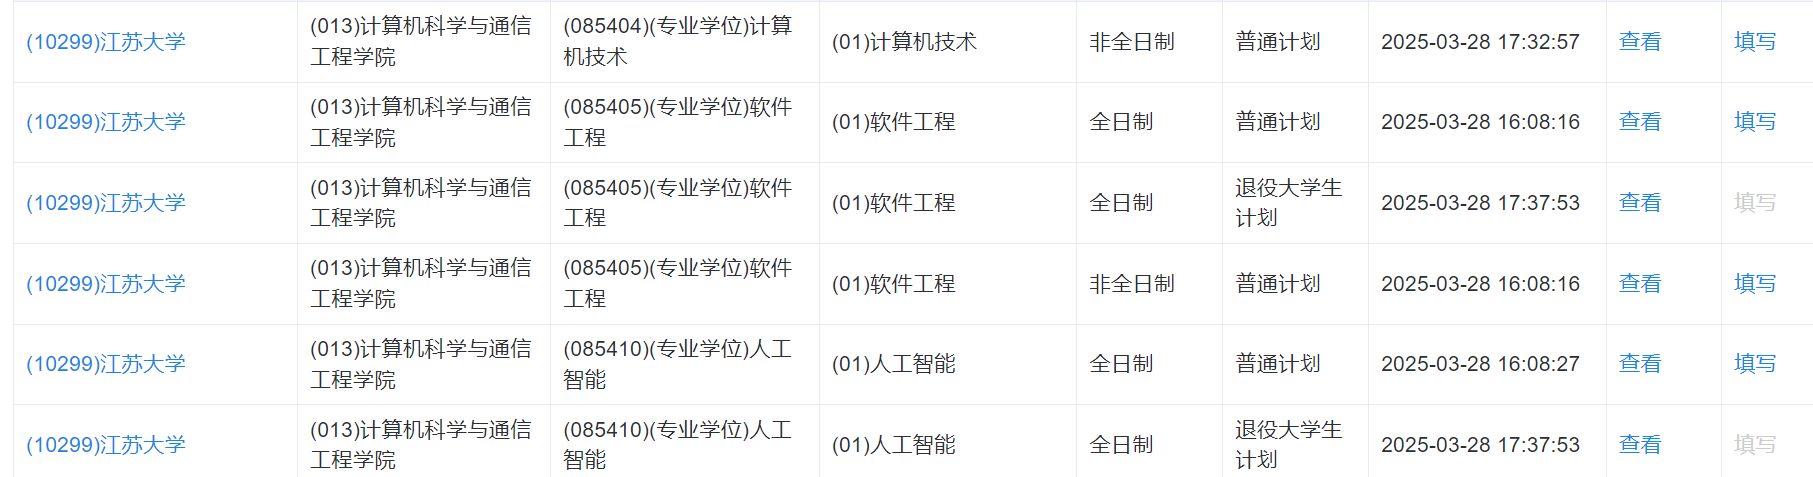 (013)计算机科学与通信 (085404)(专业学位)计算
(10299)江苏大学 (01)计算机技术 非全日制 普通计划 2025-03-28 17:32:57 查看 填写
工程学院 机技术
(013)计算机科学与通信 (085405)(专业学位)软件
(10299)江苏大学 (01)软件工程 全日制 普通计划 2025-03-28 16:08:16 查看 填写
工程学院 工程
(013)计算机科学与通信 (085405)(专业学位)软件 退役大学生
(10299)江苏大学 (01)软件工程 全日制 2025-03-28 17:37:53 查看 填写
工程学院 工程 计划
(013)计算机科学与通信 (085405)(专业学位)软件
(10299)江苏大学 (01)软件工程 非全日制 普通计划 2025-03-28 16:08:16 查看 填写
工程学院 工程
(013)计算机科学与通信 (085410)(专业学位)人工
(10299)江苏大学 (01)人工智能 全日制 普通计划 2025-03-28 16:08:27 查看 填写
工程学院 智能
(013)计算机科学与通信 (085410)(专业学位)人工 退役大学生
(10299)江苏大学 (01)人工智能 全日制 2025-03-28 17:37:53 查看 填写
工程学院 智能 计划